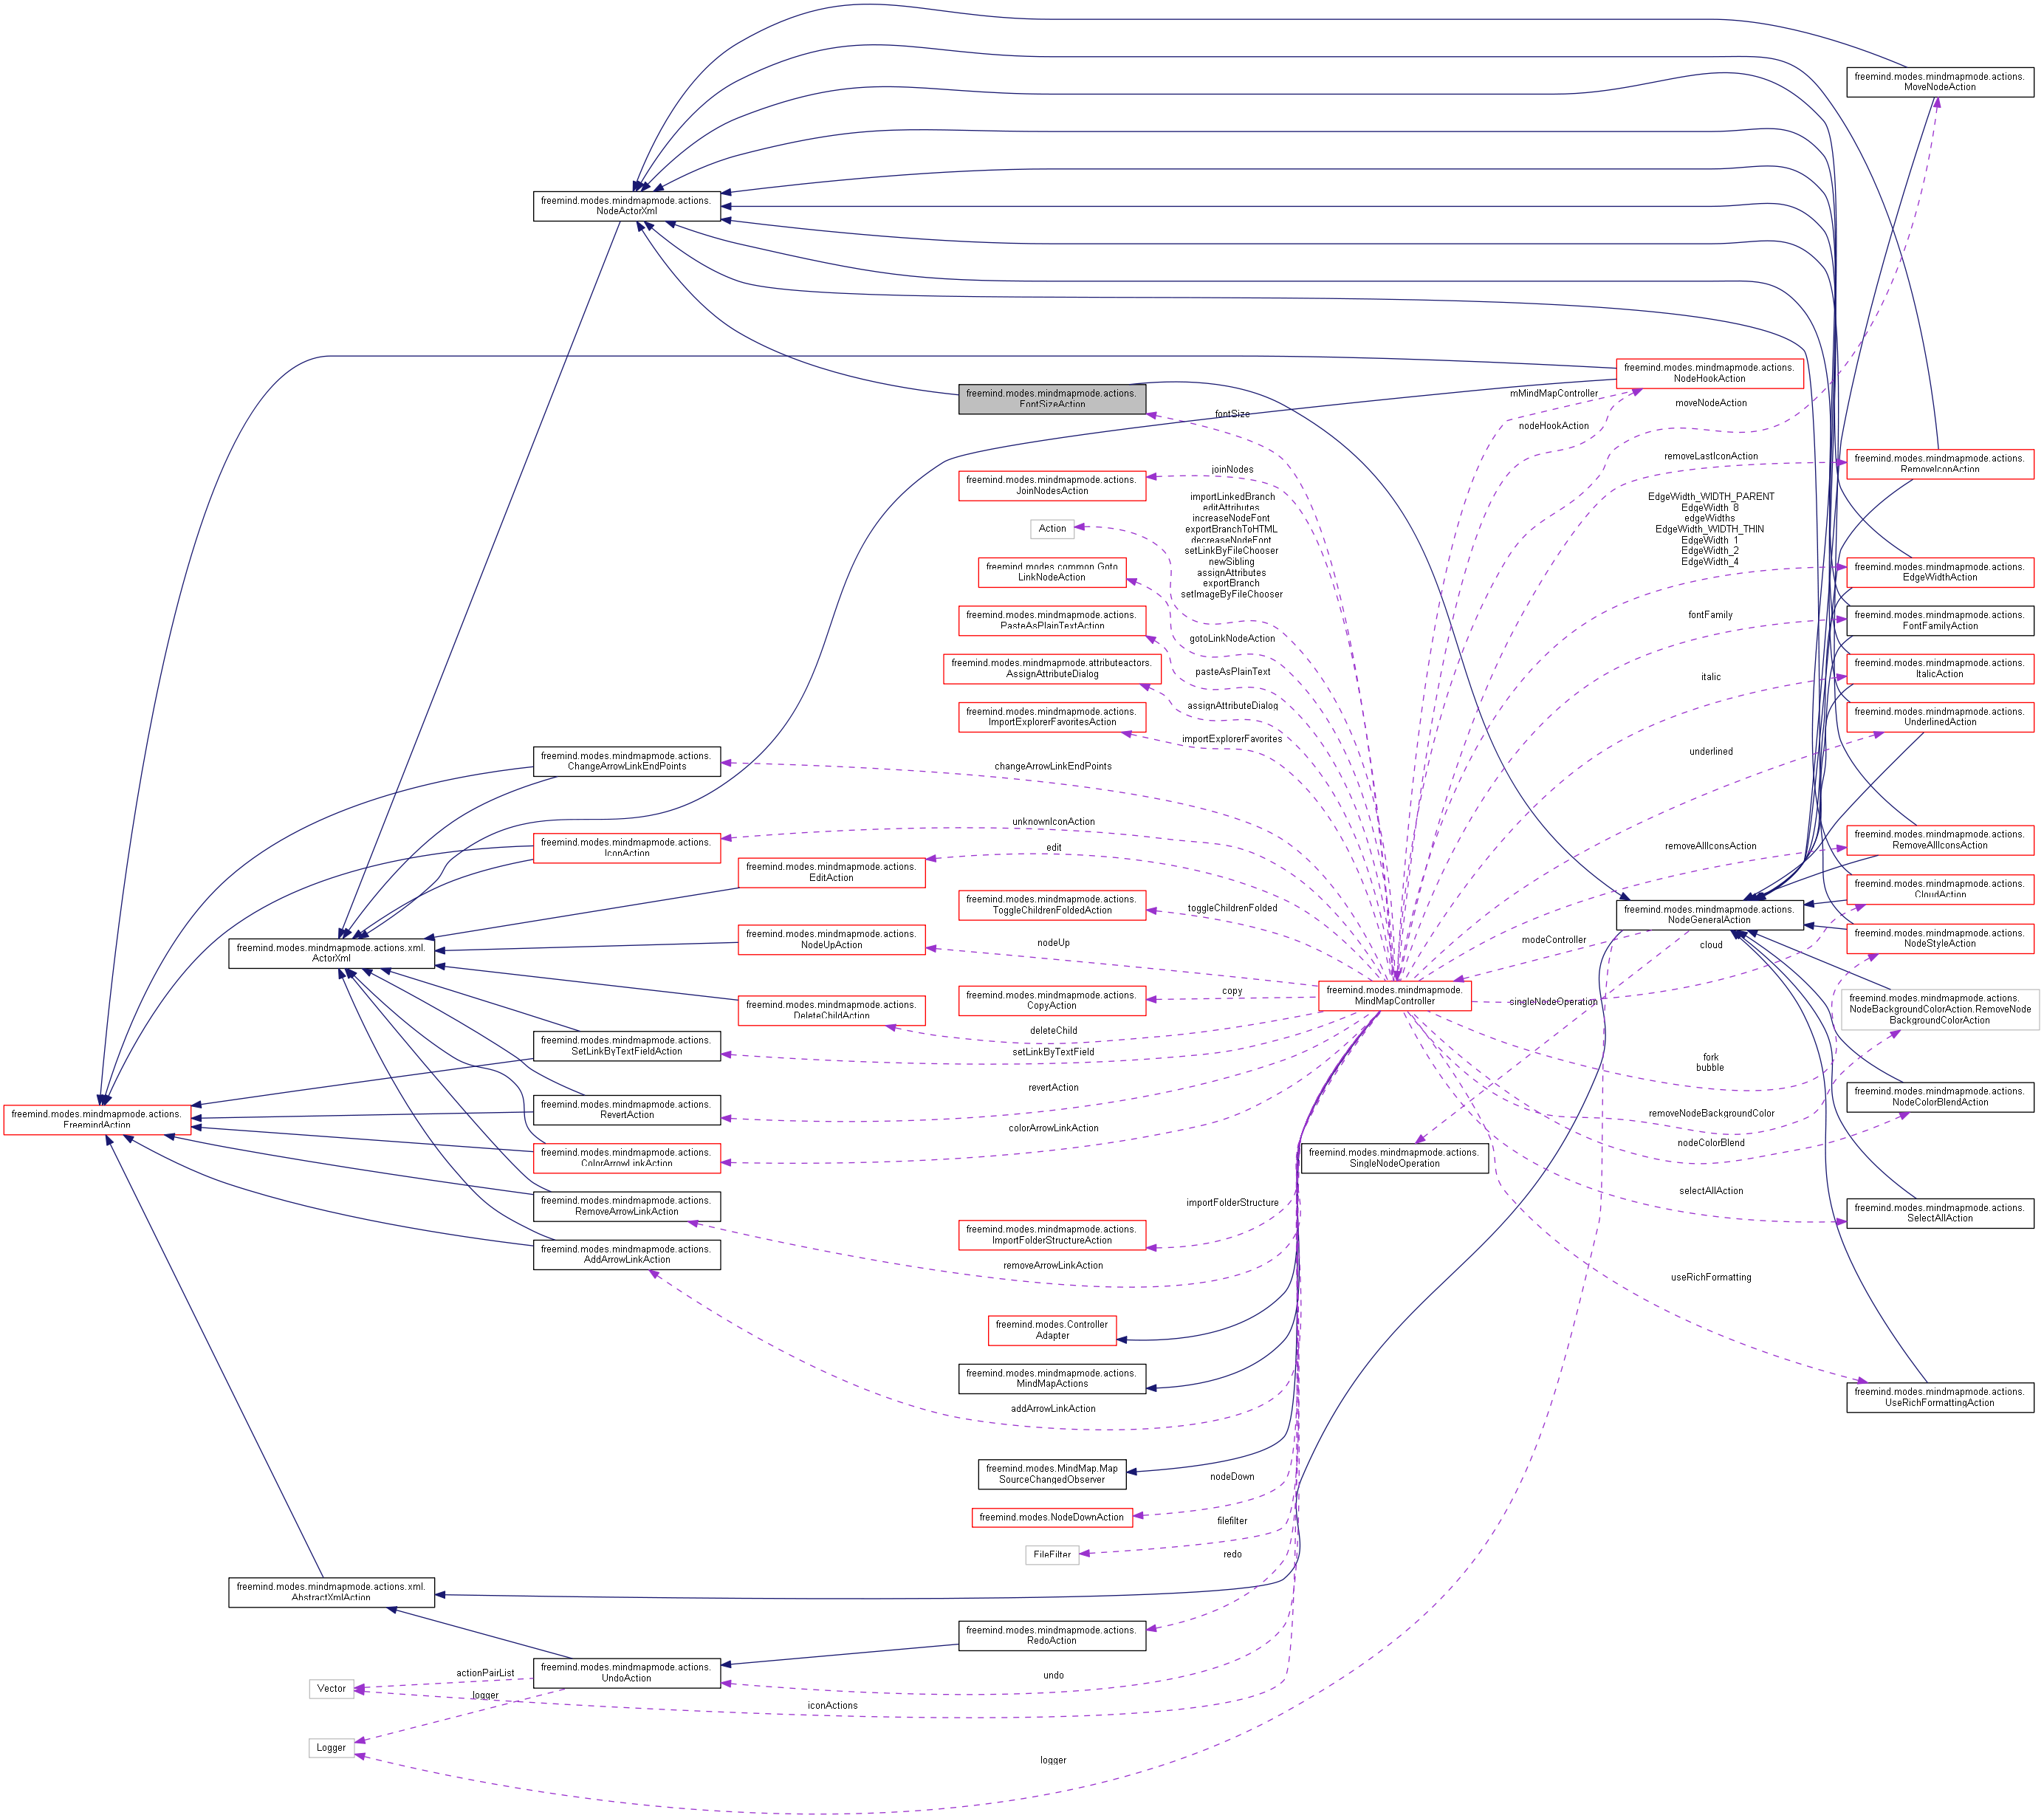 freemind.modes.mindmapmode.actions.
MoveNodeAction
freemind.modes.mindmapmode.actions.
NodeActorXml
freemind.modes.mindmapmode.actions.
NodeHookAction
freemind.modes.mindmapmode.actions.
FontSizeAction
mMindMapController
moveNodeAction
fontSize
nodeHookAction
removeLastIconAction
freemind.modes.mindmapmode.actions.
RemoveIconAction
joinNodes
freemind.modes.mindmapmode.actions.
JoinNodesAction
Action
importLinkedBranch
editAttributes
increaseNodeFont
exportBranchToHTML
decreaseNodeFont
setLinkByFileChooser
newSibling
assignAttributes
exportBranch
setImageByFileChooser
EdgeWidth_WIDTH_PARENT
EdgeWidth_8
edgeWidths
EdgeWidth_WIDTH_THIN
EdgeWidth_1
EdgeWidth_2
EdgeWidth_4
freemind.modes.common.Goto
LinkNodeAction
freemind.modes.mindmapmode.actions.
EdgeWidthAction
freemind.modes.mindmapmode.actions.
PasteAsPlainTextAction
fontFamily
freemind.modes.mindmapmode.actions.
FontFamilyAction
gotoLinkNodeAction
freemind.modes.mindmapmode.attributeactors.
AssignAttributeDialog
pasteAsPlainText
italic
freemind.modes.mindmapmode.actions.
ItalicAction
freemind.modes.mindmapmode.actions.
ImportExplorerFavoritesAction
assignAttributeDialog
freemind.modes.mindmapmode.actions.
UnderlinedAction
importExplorerFavorites
underlined
freemind.modes.mindmapmode.actions.
ChangeArrowLinkEndPoints
changeArrowLinkEndPoints
unknownIconAction
freemind.modes.mindmapmode.actions.
IconAction
edit
removeAllIconsAction
freemind.modes.mindmapmode.actions.
RemoveAllIconsAction
freemind.modes.mindmapmode.actions.
EditAction
freemind.modes.mindmapmode.actions.
CloudAction
freemind.modes.mindmapmode.actions.
ToggleChildrenFoldedAction
toggleChildrenFolded
freemind.modes.mindmapmode.actions.
NodeGeneralAction
freemind.modes.mindmapmode.actions.
NodeStyleAction
freemind.modes.mindmapmode.actions.xml.
ActorXml
freemind.modes.mindmapmode.actions.
NodeUpAction
nodeUp
modeController
cloud
freemind.modes.mindmapmode.actions.
CopyAction
copy
freemind.modes.mindmapmode.
MindMapController
singleNodeOperation
freemind.modes.mindmapmode.actions.
NodeBackgroundColorAction.RemoveNode
BackgroundColorAction
freemind.modes.mindmapmode.actions.
DeleteChildAction
deleteChild
freemind.modes.mindmapmode.actions.
SetLinkByTextFieldAction
setLinkByTextField
fork
bubble
revertAction
freemind.modes.mindmapmode.actions.
NodeColorBlendAction
freemind.modes.mindmapmode.actions.
FreemindAction
freemind.modes.mindmapmode.actions.
RevertAction
removeNodeBackgroundColor
colorArrowLinkAction
nodeColorBlend
freemind.modes.mindmapmode.actions.
ColorArrowLinkAction
freemind.modes.mindmapmode.actions.
SingleNodeOperation
selectAllAction
freemind.modes.mindmapmode.actions.
RemoveArrowLinkAction
importFolderStructure
freemind.modes.mindmapmode.actions.
SelectAllAction
freemind.modes.mindmapmode.actions.
ImportFolderStructureAction
freemind.modes.mindmapmode.actions.
AddArrowLinkAction
removeArrowLinkAction
useRichFormatting
freemind.modes.Controller
Adapter
freemind.modes.mindmapmode.actions.
MindMapActions
freemind.modes.mindmapmode.actions.
UseRichFormattingAction
addArrowLinkAction
freemind.modes.MindMap.Map
SourceChangedObserver
nodeDown
freemind.modes.NodeDownAction
filefilter
FileFilter
redo
freemind.modes.mindmapmode.actions.xml.
AbstractXmlAction
freemind.modes.mindmapmode.actions.
RedoAction
freemind.modes.mindmapmode.actions.
UndoAction
actionPairList
undo
Vector
logger
iconActions
Logger
logger